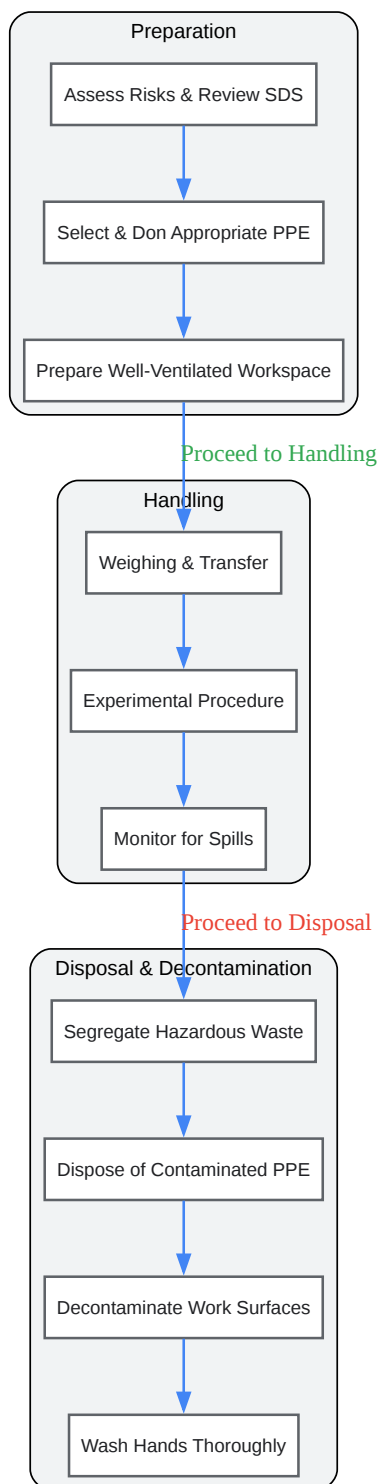 Preparation
Assess Risks & Review SDS
Select & Don Appropriate PPE
Prepare Well-Ventilated Workspace
Proceed to Handling
Handling
Weighing & Transfer
Experimental Procedure
Monitor for Spills
Proceed to Disposal
Disposal & Decontamination
Segregate Hazardous Waste
Dispose of Contaminated PPE
Decontaminate Work Surfaces
Wash Hands Thoroughly